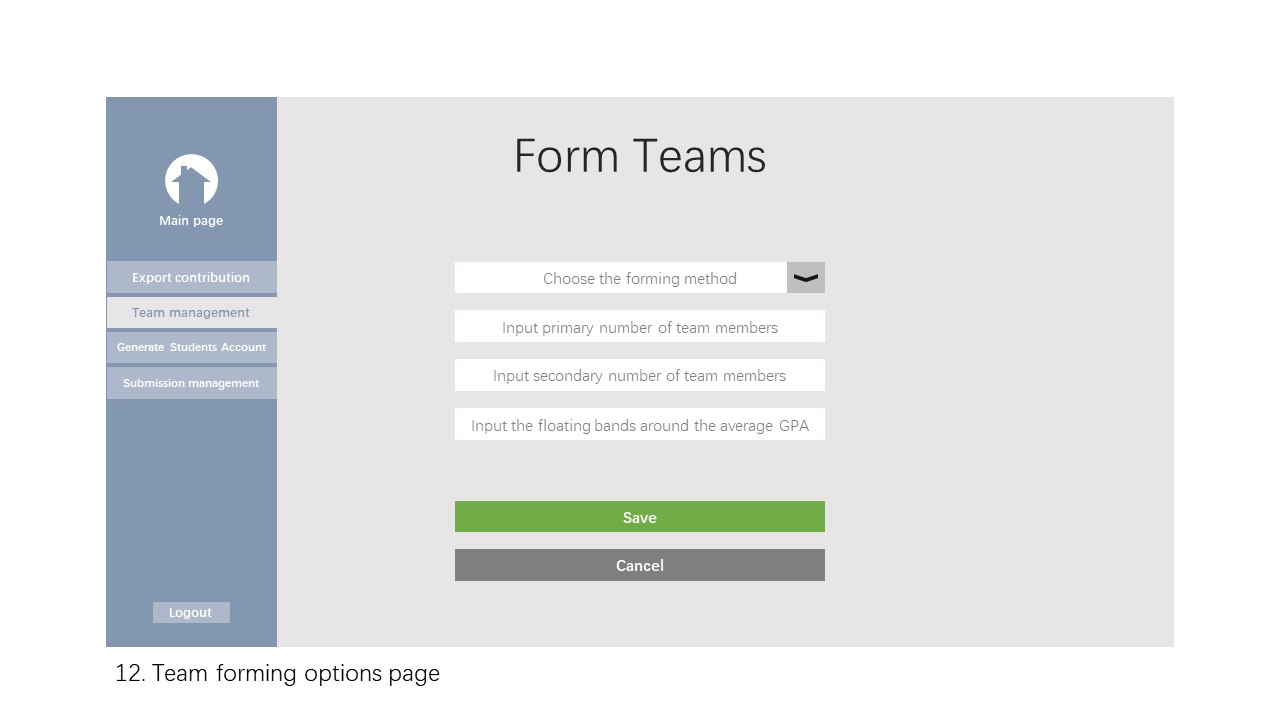 Form Teams
Main page
Export contribution
Team management
Generate Students Account
Submission management
Logout
Choose the forming method
Input primary number of team members
Input secondary number of team members
Input the floating bands around the average GPA
Save
Cancel
12. Team forming options page